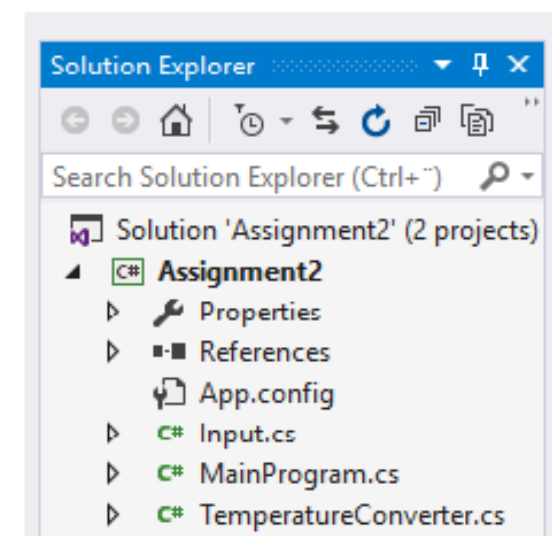 Solution Explorer
Search Solution Explorer (Ctrl+¨)
Solution 'Assignment2' (2 projects)
C# Assignment2
Properties
References
App.config
C# Input.cs
C# MainProgram.cs
C# TemperatureConverter.cs